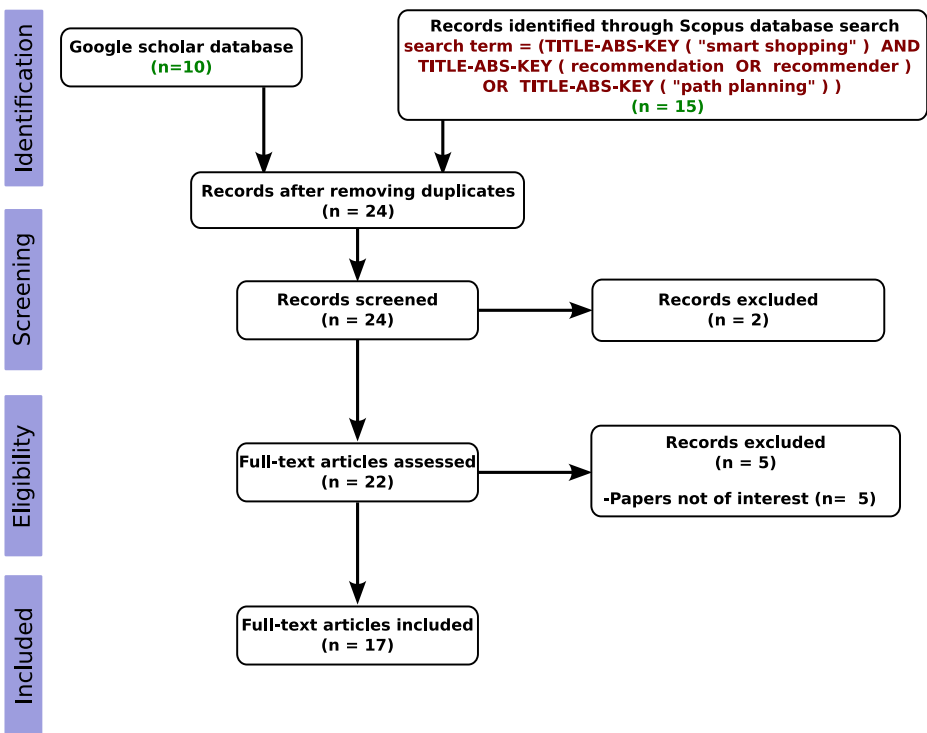 Identification
Google scholar database
(n=10)
Records identified through Scopus database search
search term = (TITLE-ABS-KEY ( "smart shopping" ) AND
TITLE-ABS-KEY ( recommendation OR recommender )
OR TITLE-ABS-KEY ( "path planning" ) )
(n = 15)
Records after removing duplicates
(n = 24)
Screening
Records screened
(n = 24)
Records excluded
(n = 2)
Eligibility
Full-text articles assessed
(n = 22)
Records excluded
(n = 5)
-Papers not of interest (n= 5)
Included
Full-text articles included
(n = 17)